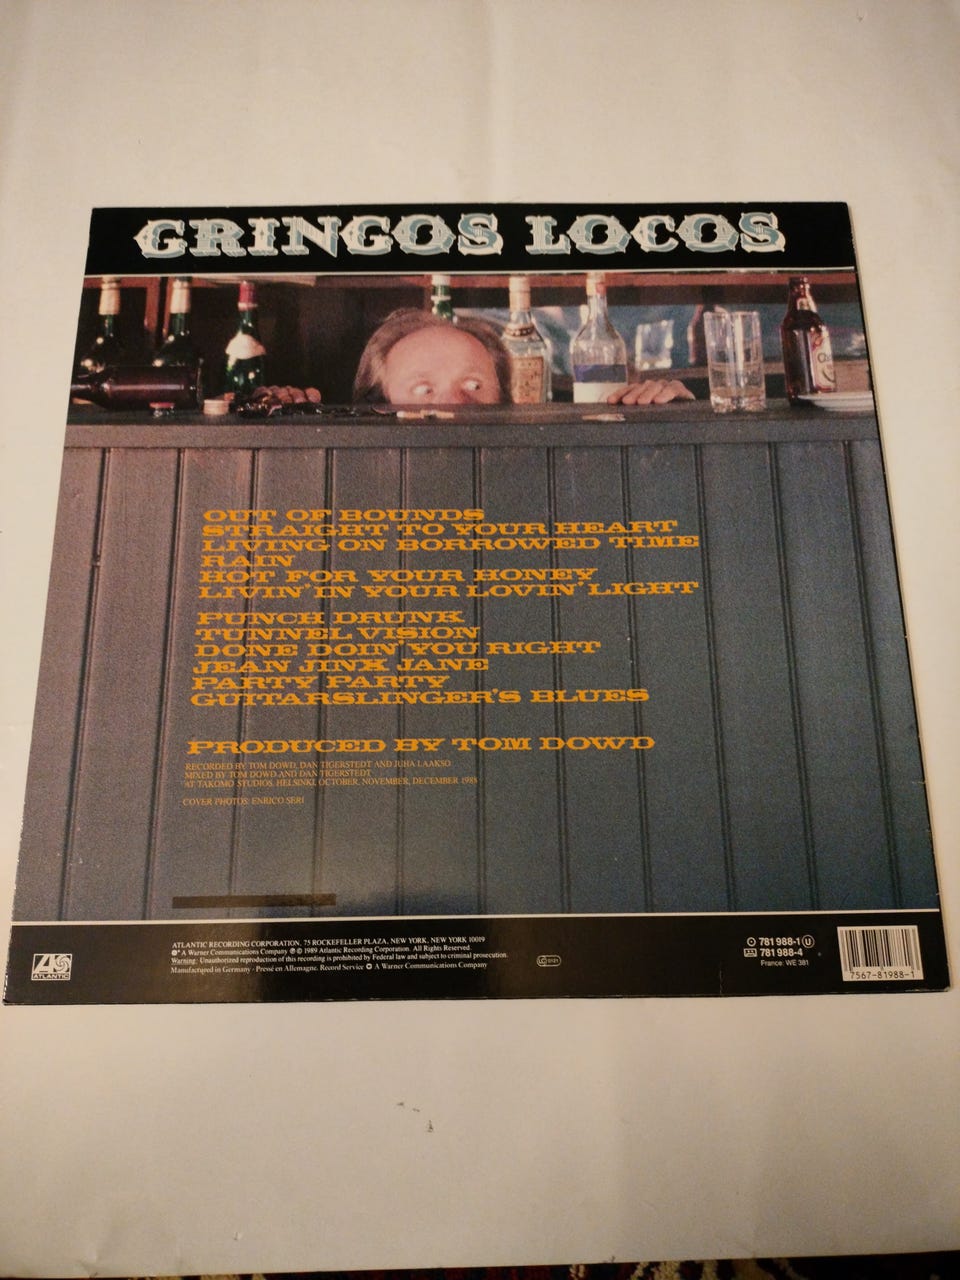 GRINGOS LOCOS
OUT OF BOUNDS
STRAIGHT TO YOUR HEART
LIVING ON BORROWED TIME
RAIN
HOT FOR YOUR HONEY
LIVIN' IN YOUR LOVIN' LIGHT
PUNCH DRUNK
TUNNEL VISION
DONE DOIN' YOU RIGHT
JEAN JINX JANE
PARTY PARTY
GUITARSLINGER'S BLUES
PRODUCED BY TOM DOWD
RECORDED BY TOM DOWD, DAN TIGERSTEDT AND JUHA LAAKSO
MIXED BY TOM DOWD AND DAN TIGERSTEDT
AT TAKOMO STUDIOS, HELSINKI, OCTOBER, NOVEMBER, DECEMBER 1988
COVER PHOTOS: ENRICO SERI
ATLANTIC
ATLANTIC RECORDING CORPORATION, 75 ROCKEFELLER PLAZA, NEW YORK, NEW YORK 10019
A Warner Communications Company ℗ © 1989 Atlantic Recording Corporation. All Rights Reserved.
Warning: Unauthorized reproduction of this recording is prohibited by Federal law and subject to criminal prosecution.
Manufactured in Germany · Pressé en Allemagne. Record Service A Warner Communications Company
LC 0121
781 988-1 U
781 988-4
France: WE 381
7567-81988-1